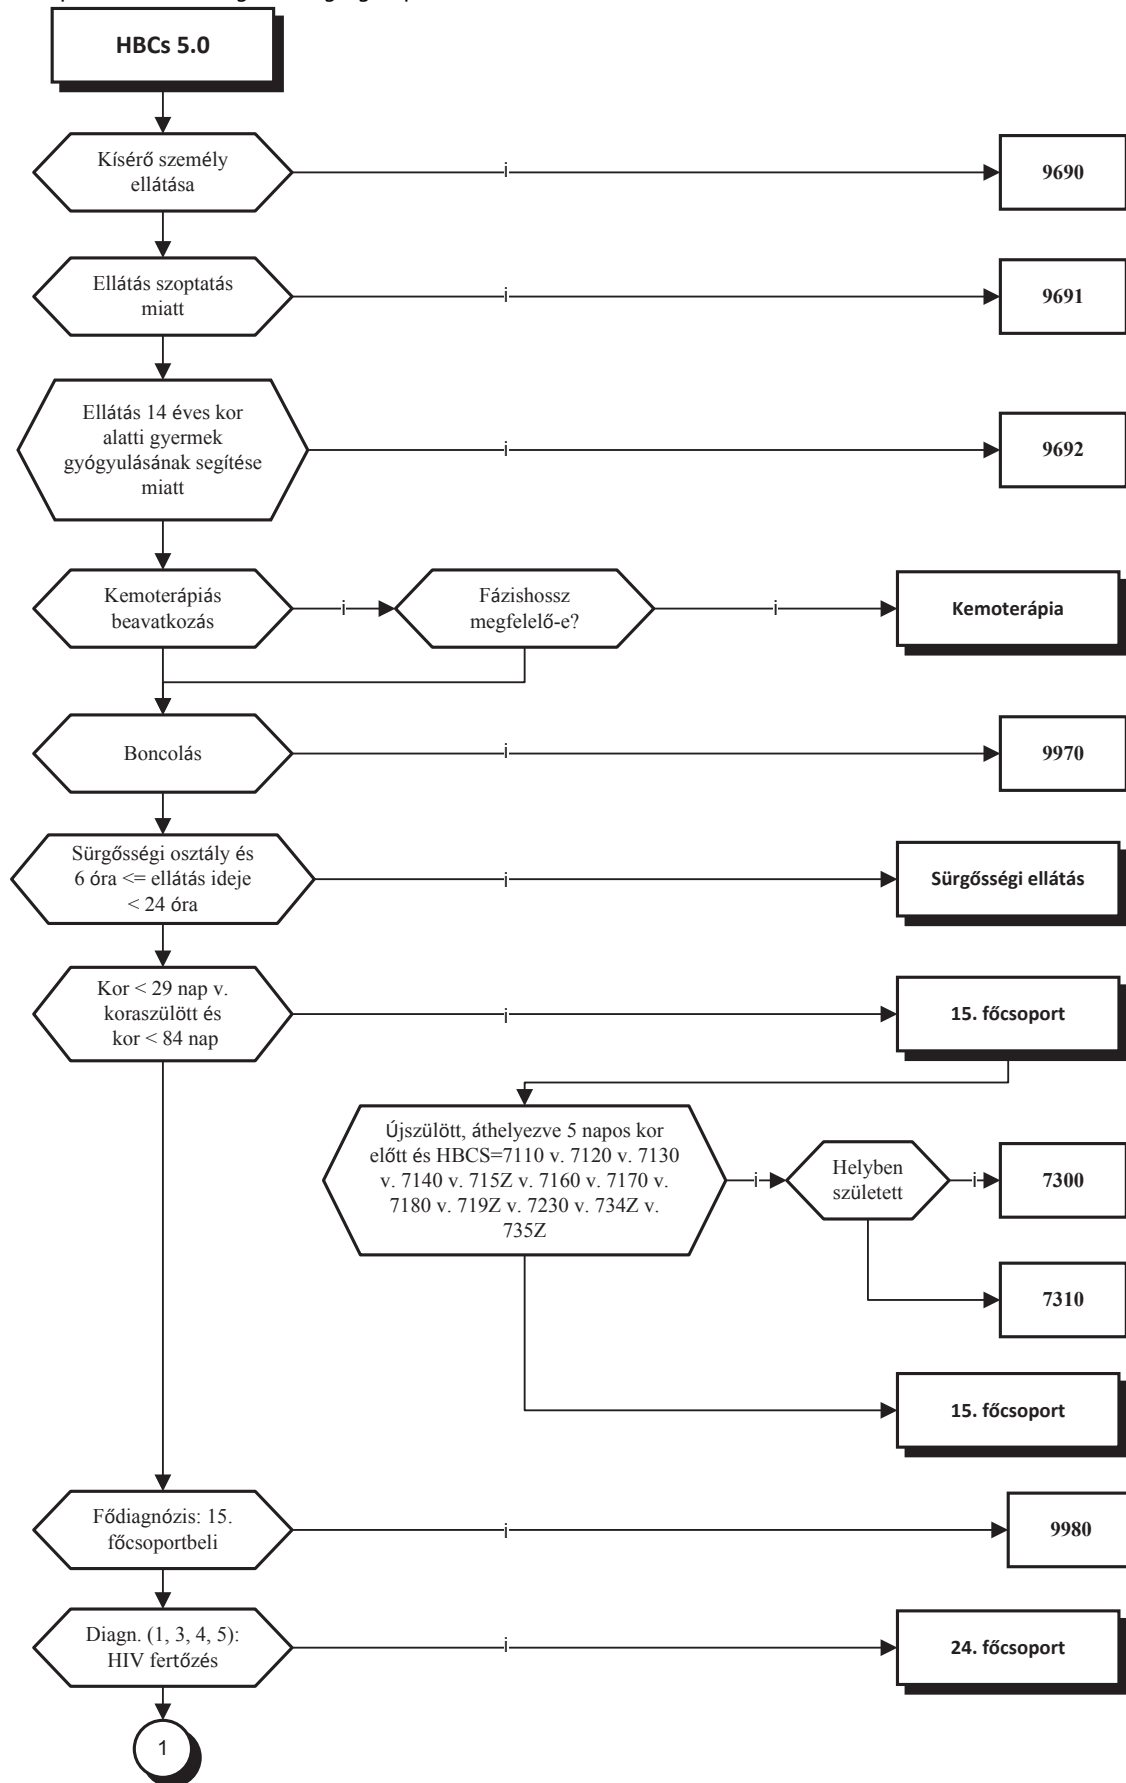 HBCs 5.0
Kísérő személy
ellátása
i
9690
Ellátás szoptatás
miatt
i
9691
Ellátás 14 éves kor
alatti gyermek
gyógyulásának segítése
miatt
i
9692
Kemoterápiás
beavatkozás
i
Fázishossz
megfelelő-e?
i
Kemoterápia
Boncolás
i
9970
Sürgősségi osztály és
6 óra <= ellátás ideje
< 24 óra
i
Sürgősségi ellátás
Kor < 29 nap v.
koraszülött és
kor < 84 nap
i
15. főcsoport
Újszülött, áthelyezve 5 napos kor
előtt és HBCS=7110 v. 7120 v. 7130
v. 7140 v. 715Z v. 7160 v. 7170 v.
7180 v. 719Z v. 7230 v. 734Z v.
735Z
i
Helyben
született
i
7300
7310
15. főcsoport
Fődiagnózis: 15.
főcsoportbeli
i
9980
Diagn. (1, 3, 4, 5):
HIV fertőzés
i
24. főcsoport
1